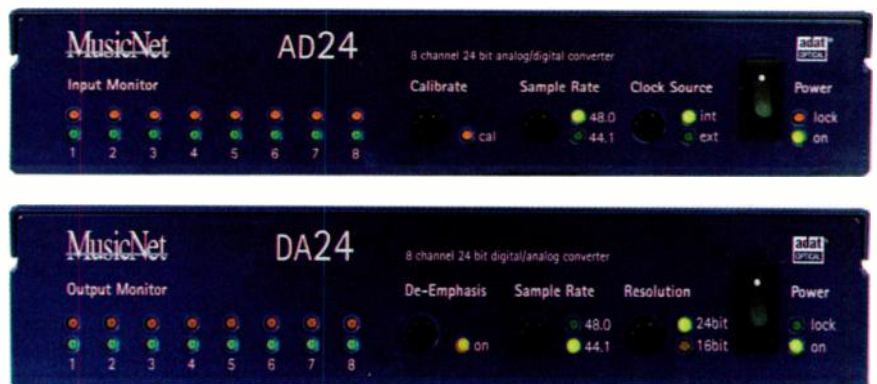 MusicNet AD24 8 channel 24 bit analog/digital converter adat OPTICAL
Input Monitor Calibrate Sample Rate Clock Source Power
48.0 int lock
cal 44.1 ext on
1 2 3 4 5 6 7 8
MusicNet DA24 8 channel 24 bit digital/analog converter adat OPTICAL
Output Monitor De-Emphasis Sample Rate Resolution Power
48.0 24bit lock
on 44.1 16bit on
1 2 3 4 5 6 7 8